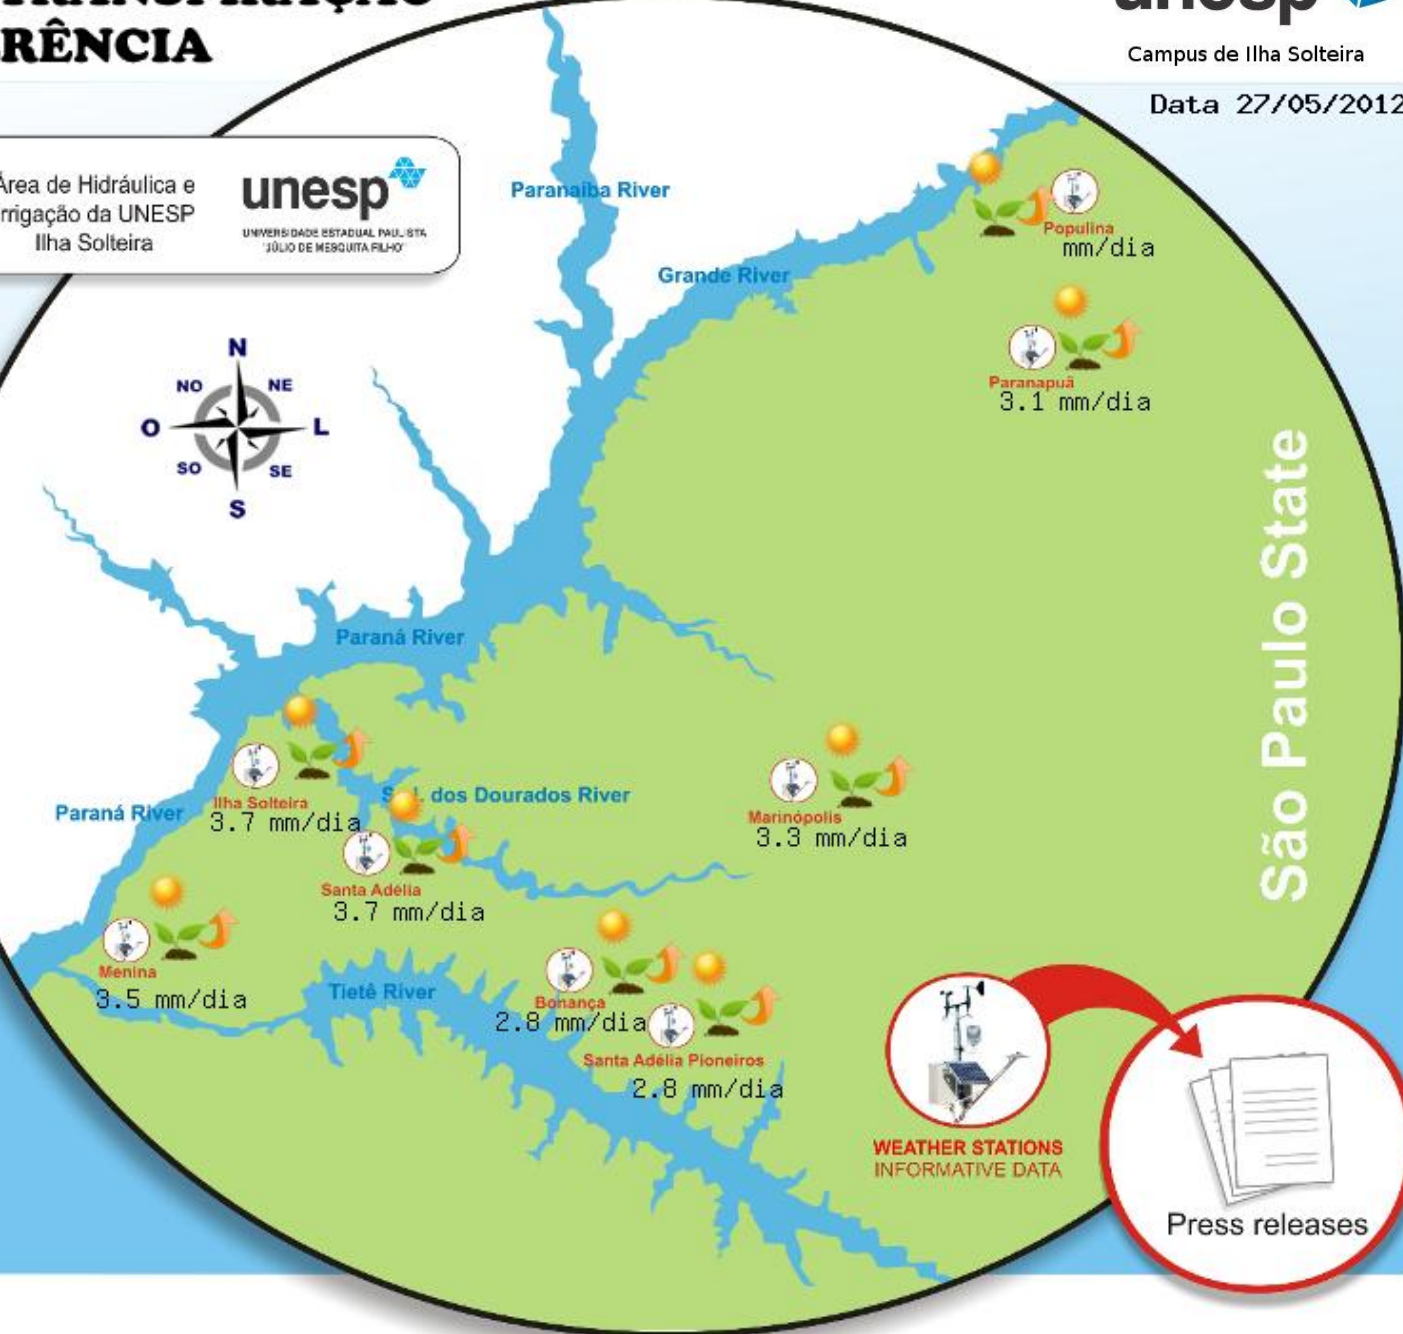 RÊNCIA
unesp
Campus de Ilha Solteira
Data 27/05/2012
Área de Hidráulica e
Irrigação da UNESP
Ilha Solteira
unesp
UNIVERSIDADE ESTADUAL PAULISTA
"JÚLIO DE MESQUITA FILHO"
Paranaiba River
Grande River
Populina
mm/dia
Paranapuã
3.1 mm/dia
N
NO
NE
O
L
SO
SE
S
São Paulo State
Paraná River
Paraná River
Ilha Solteira
3.7 mm/dia
dos Dourados River
Santa Adélia
3.7 mm/dia
Marinópolis
3.3 mm/dia
Menina
3.5 mm/dia
Tietê River
Bonança
2.8 mm/dia
Santa Adélia Pioneiros
2.8 mm/dia
WEATHER STATIONS
INFORMATIVE DATA
Press releases